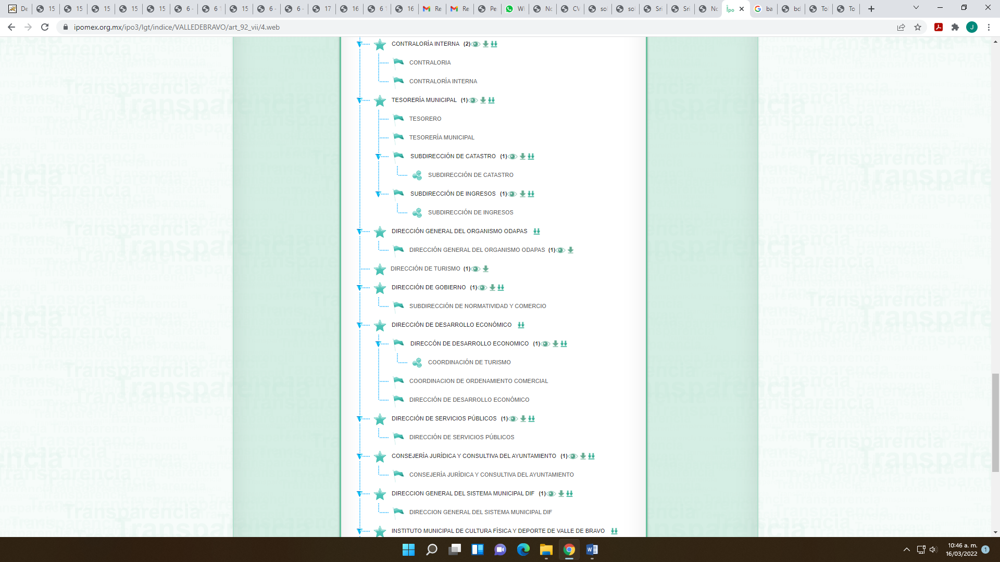 De 15 15 15 15 15 6 - 6 1 15 6 - 6 - 17 16 6 1 16 Re Re Pe WI No CV sol sol Sri Sri No ba bd To To
ipomex.org.mx/ipo3/lgt/indice/VALLEDEBRAVO/art_92_vii/4.web
J
CONTRALORÍA INTERNA (2)
CONTRALORIA
CONTRALORÍA INTERNA
TESORERÍA MUNICIPAL (1)
TESORERO
TESORERÍA MUNICIPAL
SUBDIRECCIÓN DE CATASTRO (1)
SUBDIRECCIÓN DE CATASTRO
SUBDIRECCIÓN DE INGRESOS (1)
SUBDIRECCIÓN DE INGRESOS
DIRECCIÓN GENERAL DEL ORGANISMO ODAPAS
DIRECCIÓN GENERAL DEL ORGANISMO ODAPAS (1)
DIRECCIÓN DE TURISMO (1)
DIRECCIÓN DE GOBIERNO (1)
SUBDIRECCIÓN DE NORMATIVIDAD Y COMERCIO
DIRECCIÓN DE DESARROLLO ECONÓMICO
DIRECCÓN DE DESARROLLO ECONOMICO (1)
COORDINACIÓN DE TURISMO
COORDINACION DE ORDENAMIENTO COMERCIAL
DIRECCIÓN DE DESARROLLO ECONÓMICO
DIRECCIÓN DE SERVICIOS PÚBLICOS (1)
DIRECCIÓN DE SERVICIOS PÚBLICOS
CONSEJERÍA JURÍDICA Y CONSULTIVA DEL AYUNTAMIENTO (1)
CONSEJERÍA JURÍDICA Y CONSULTIVA DEL AYUNTAMIENTO
DIRECCION GENERAL DEL SISTEMA MUNICIPAL DIF (1)
DIRECCION GENERAL DEL SISTEMA MUNICIPAL DIF
INSTITUTO MUNICIPAL DE CULTURA FÍSICA Y DEPORTE DE VALLE DE BRAVO
10:46 a. m.
16/03/2022
1